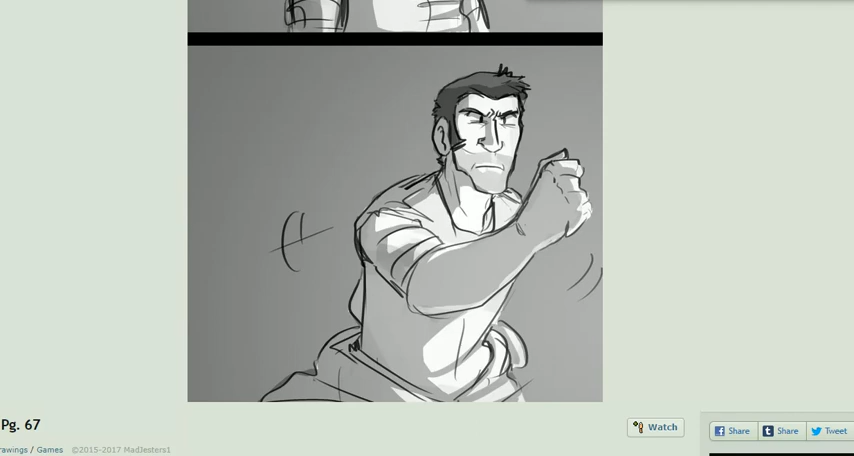 Pg. 67
Watch
Share
Share
Tweet
rawings / Games ©2015-2017 MadJesters1